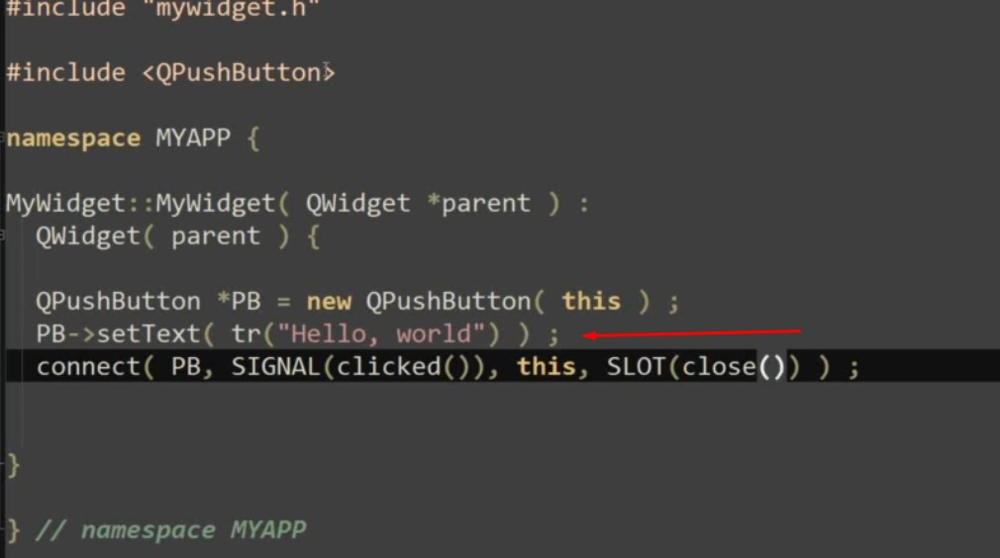 #include "mywidget.h"
#include <QPushButton>
namespace MYAPP {
MyWidget::MyWidget( QWidget *parent ) :
QWidget( parent ) {
QPushButton *PB = new QPushButton( this ) ;
PB->setText( tr("Hello, world") ) ;
connect( PB, SIGNAL(clicked()), this, SLOT(close()) ) ;
}
} // namespace MYAPP